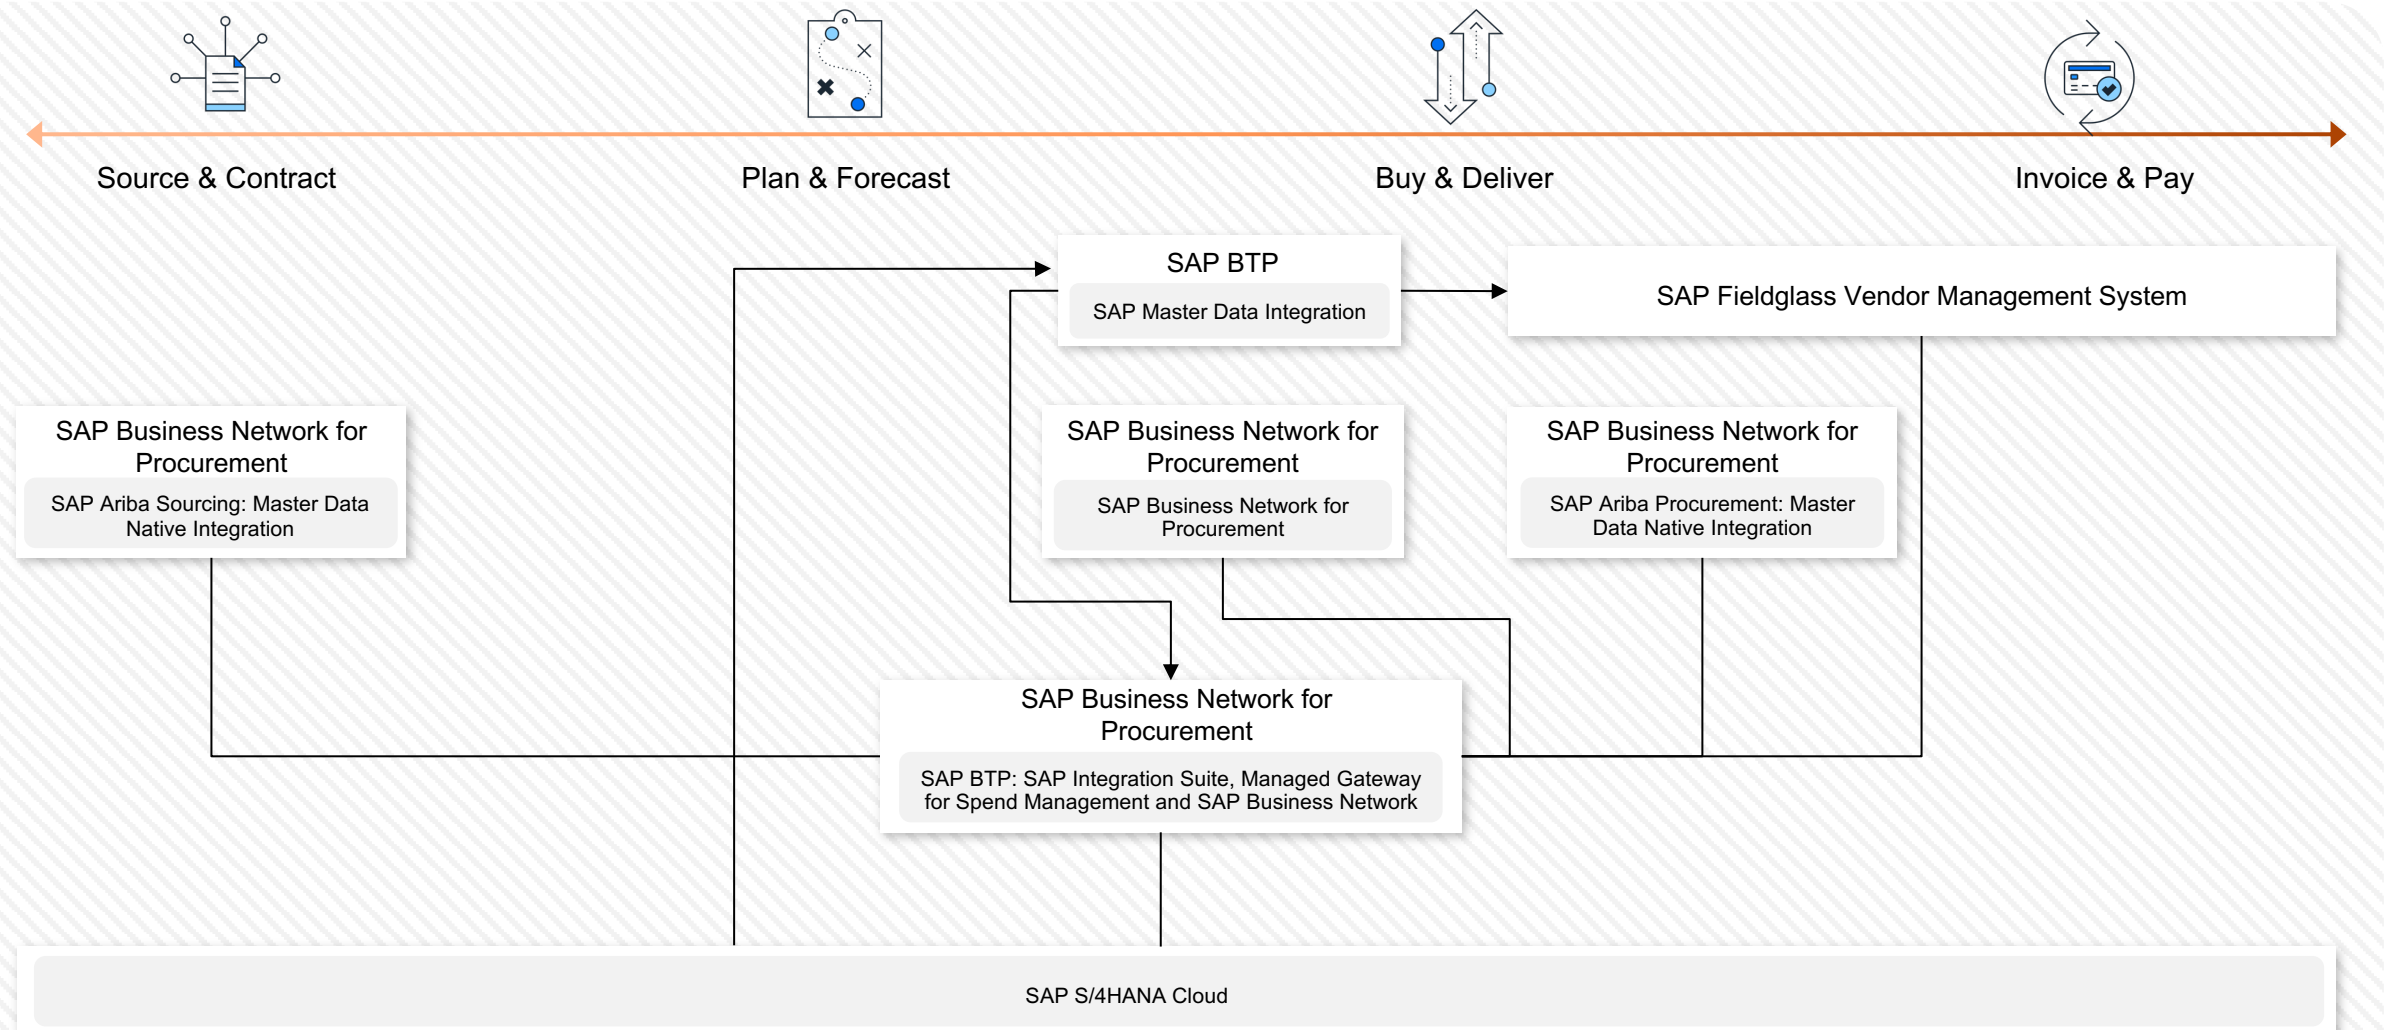 Source & Contract
Plan & Forecast
Buy & Deliver
Invoice & Pay
SAP BTP
SAP Master Data Integration
SAP Fieldglass Vendor Management System
SAP Business Network for
Procurement
SAP Ariba Sourcing: Master Data
Native Integration
SAP Business Network for
Procurement
SAP Business Network for
Procurement
SAP Business Network for
Procurement
SAP Ariba Procurement: Master
Data Native Integration
SAP Business Network for
Procurement
SAP BTP: SAP Integration Suite, Managed Gateway
for Spend Management and SAP Business Network
SAP S/4HANA Cloud